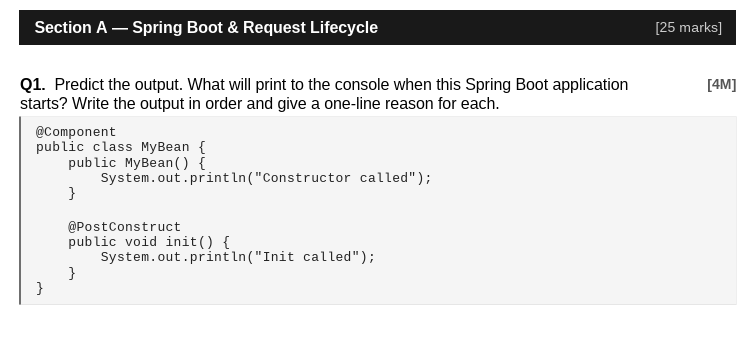 Section A — Spring Boot & Request Lifecycle [25 marks]
Q1. Predict the output. What will print to the console when this Spring Boot application [4M]
starts? Write the output in order and give a one-line reason for each.
@Component
public class MyBean {
    public MyBean() {
        System.out.println("Constructor called");
    }
    @PostConstruct
    public void init() {
        System.out.println("Init called");
    }
}